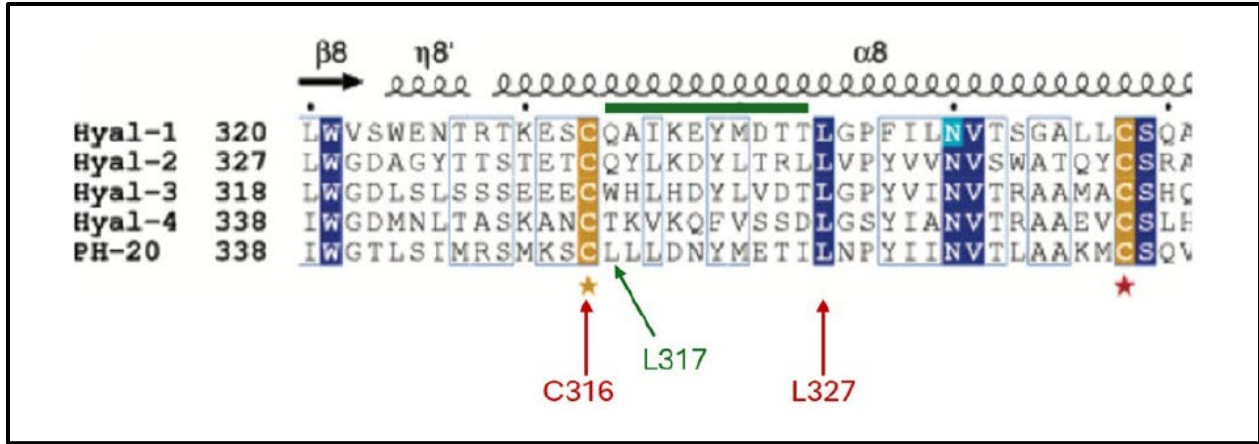 β8 η8' α8
Hyal-1 320 LWVSWENTRTKESCQAIKEYMDTTLGPFILNVTSGALLCSQA
Hyal-2 327 LWGDAGYTTSTETCQYLKDYLTRLLVPYVVNVSWATQYCSRA
Hyal-3 318 LWGDLSLSSSEEECWHLHDYLVDTLGPYVINVTRAAMACSHQ
Hyal-4 338 IWGDMNLTASKANCTKVKQFVSSDLGSYIANVTRAAEVCSLH
PH-20 338 IWGTLSIMRSMKSCLLLDNYMETILNPYIINVTLAAKMCSQV
L317
C316 L327